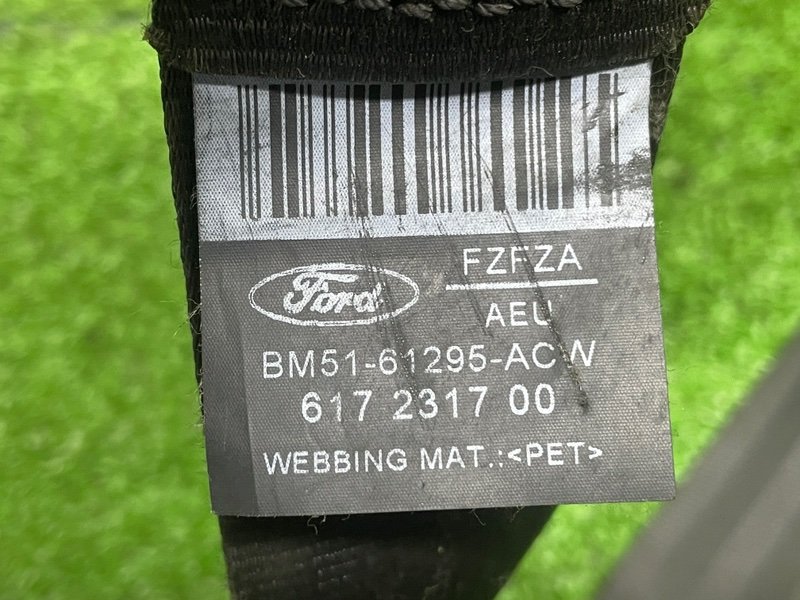 FZFZA
Ford
AEU
BM51-61295-ACW
617 2317 00
WEBBING MAT.:<PET>